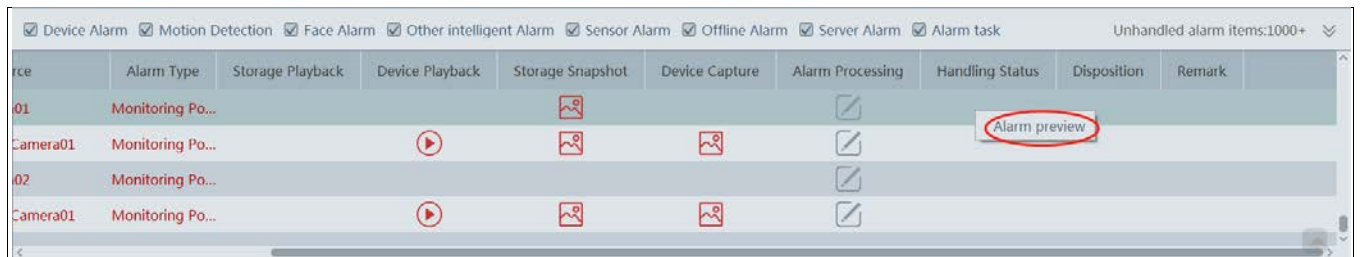 Device Alarm Motion Detection Face Alarm Other intelligent Alarm Sensor Alarm Offline Alarm Server Alarm Alarm task Unhandled alarm items:1000+
rce Alarm Type Storage Playback Device Playback Storage Snapshot Device Capture Alarm Processing Handling Status Disposition Remark
01 Monitoring Po...
Alarm preview
Camera01 Monitoring Po...
02 Monitoring Po...
Camera01 Monitoring Po...